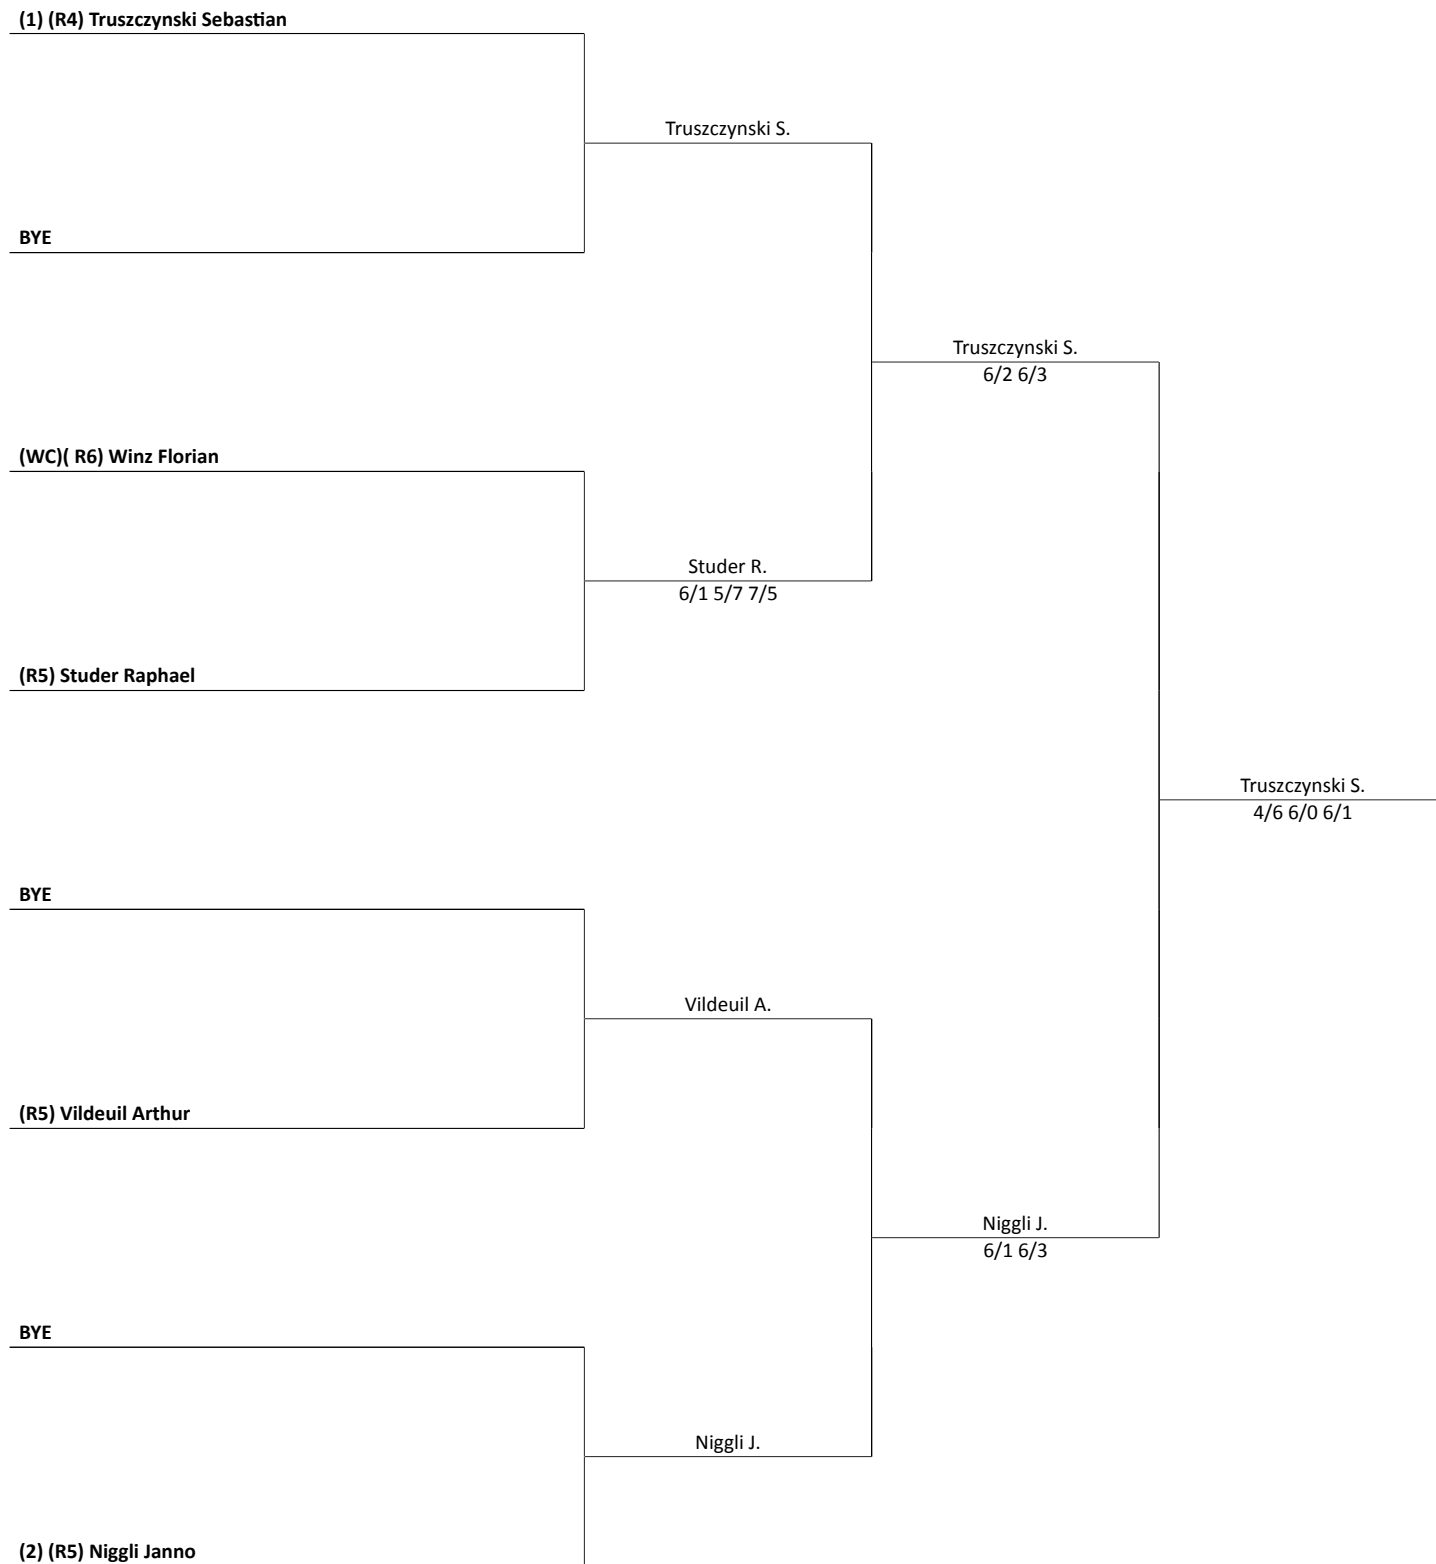 (1) (R4) Truszczynski Sebastian
Truszczynski S.
BYE
Truszczynski S.
6/2 6/3
(WC)( R6) Winz Florian
Studer R.
6/1 5/7 7/5
(R5) Studer Raphael
Truszczynski S.
4/6 6/0 6/1
BYE
Vildeuil A.
(R5) Vildeuil Arthur
Niggli J.
6/1 6/3
BYE
Niggli J.
(2) (R5) Niggli Janno